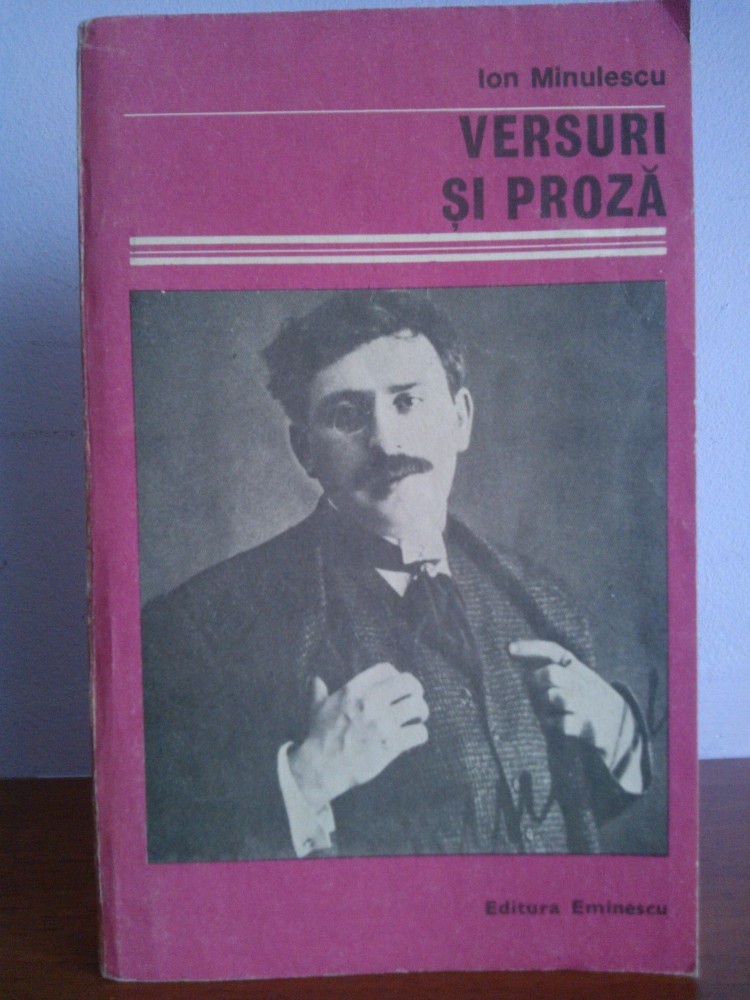 Ion Minulescu
VERSURI
ȘI PROZĂ
Editura Eminescu